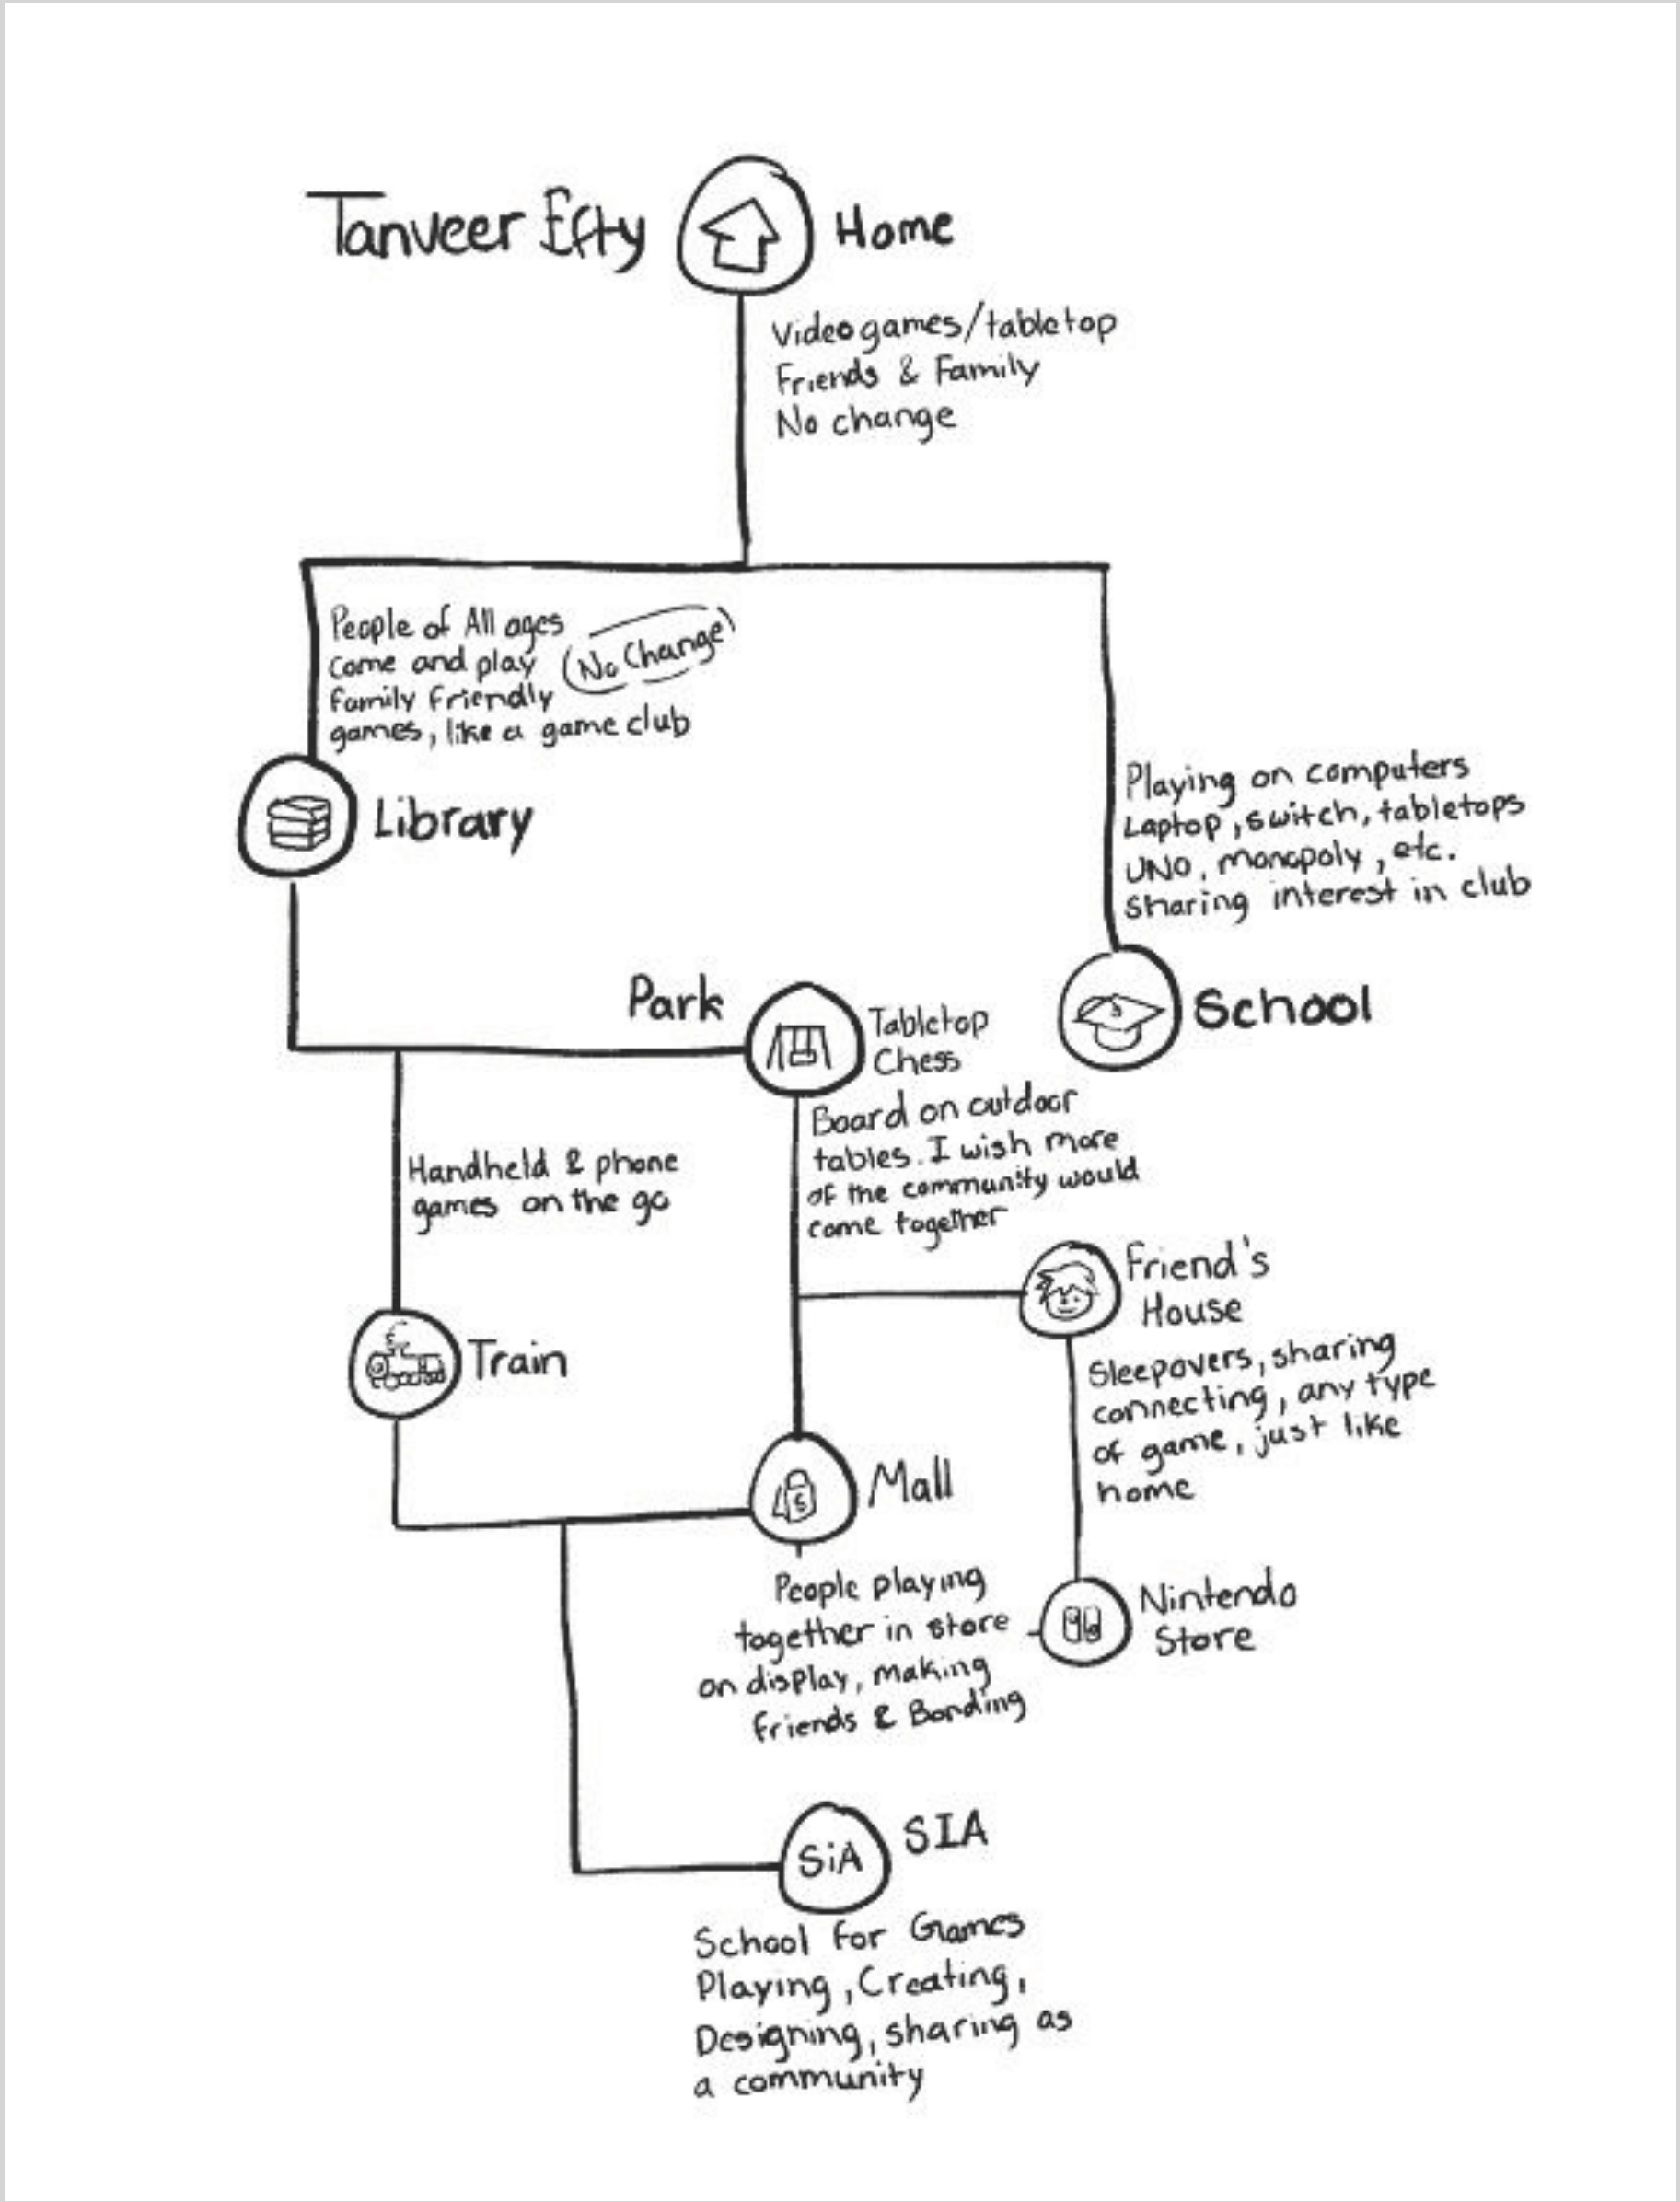 Tanveer Efty
Home
Videogames/tabletop
Friends & Family
No change
People of All ages
come and play
family friendly
games, like a game club
No Change
Library
Playing on computers
Laptop, switch, tabletops
UNO, monopoly, etc.
sharing interest in club
School
Park
Tabletop
Chess
Board on outdoor
tables. I wish more
of the community would
come together
Handheld & phone
games on the go
Train
Friend's
House
Sleepovers, sharing
connecting, any type
of game, just like
home
Mall
$
People playing
together in store
on display, making
friends & Bonding
Nintendo
Store
SiA
SIA
School for Games
Playing, Creating,
Designing, sharing as
a community